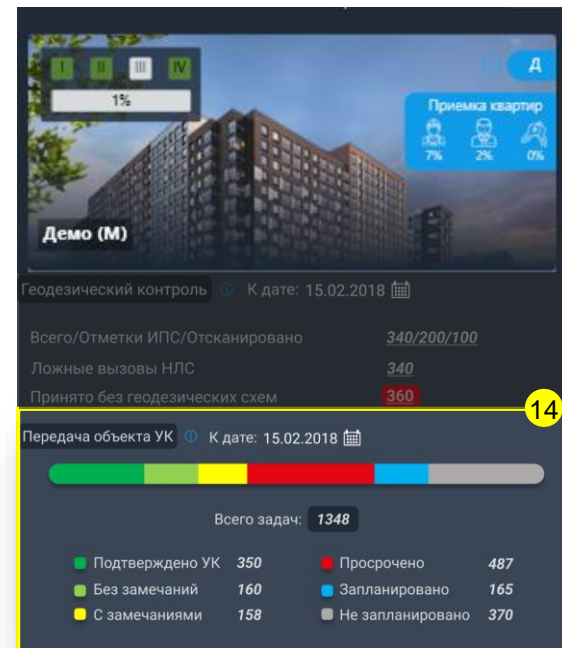 I II III IV
Д
1%
Приемка квартир
7% 2% 0%
Демо (М)
Геодезический контроль К дате: 15.02.2018
Всего/Отметки ИПС/Отсканировано 340/200/100
Ложные вызовы НЛС 340
Принято без геодезических схем 360
14
Передача объекта УК К дате: 15.02.2018
Всего задач: 1348
Подтверждено УК 350 Просрочено 487
Без замечаний 160 Запланировано 165
С замечаниями 158 Не запланировано 370